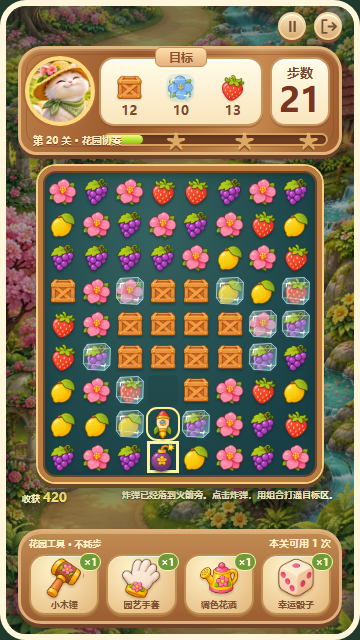 目标
12
10
13
步数
21
第 20 关 · 花园协奏
收获 420
炸弹已经落到火箭旁。点击炸弹，用组合打通目标区。
花园工具 · 不耗步
本关可用 1 次
×1
×1
×1
×1
小木锤
园艺手套
调色花洒
幸运骰子